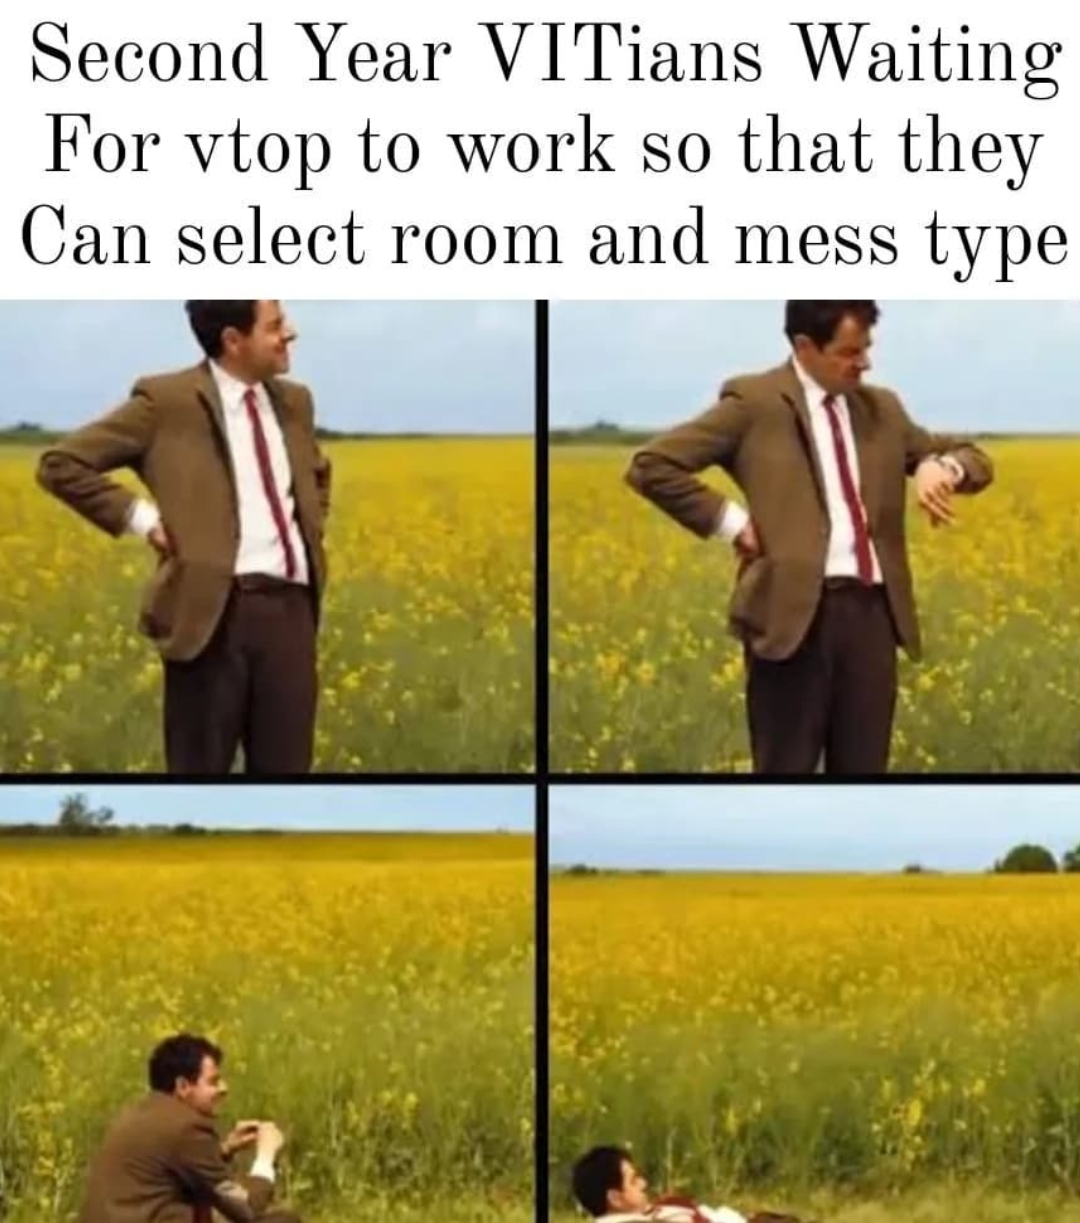 Second Year VITians Waiting
For vtop to work so that they
Can select room and mess type